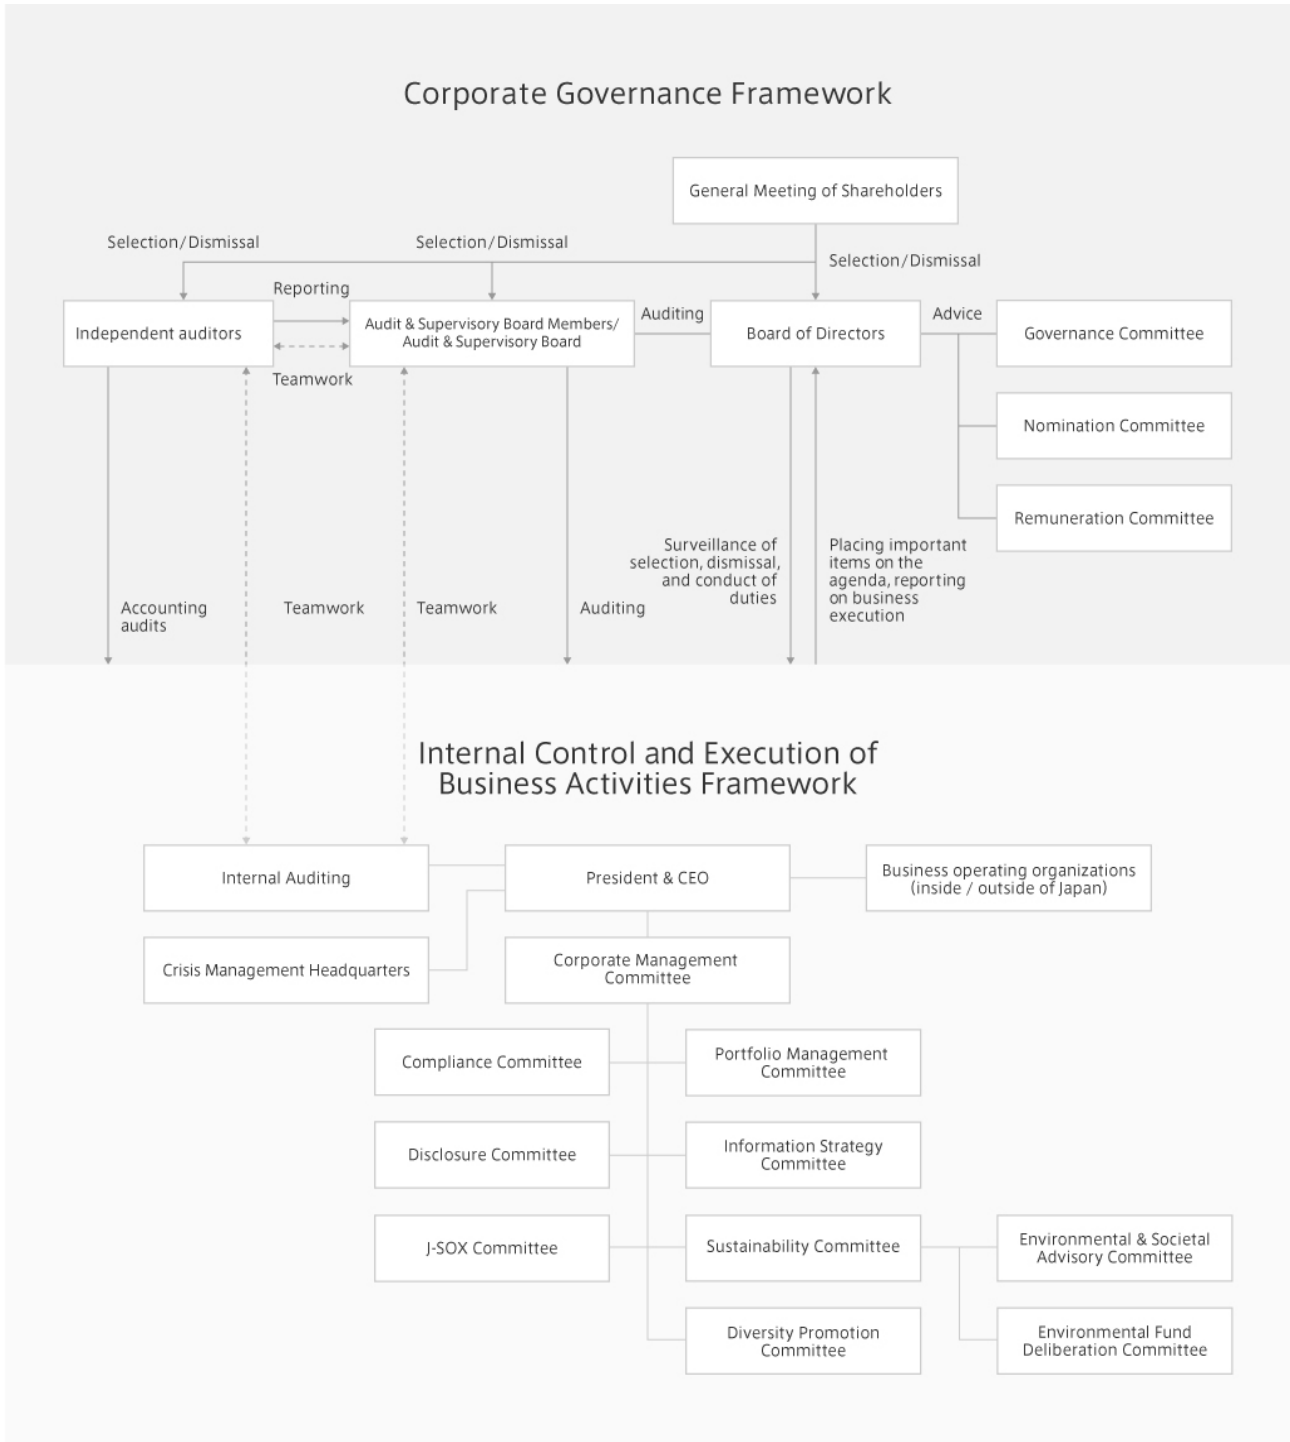 Corporate Governance Framework
General Meeting of Shareholders
Selection/Dismissal
Selection/Dismissal
Selection/Dismissal
Reporting
Independent auditors
Audit & Supervisory Board Members/
Audit & Supervisory Board
Auditing
Board of Directors
Advice
Governance Committee
Teamwork
Nomination Committee
Remuneration Committee
Accounting
audits
Teamwork
Teamwork
Auditing
Surveillance of
selection, dismissal,
and conduct of
duties
Placing important
items on the
agenda, reporting
on business
execution
Internal Control and Execution of
Business Activities Framework
Internal Auditing
President & CEO
Business operating organizations
(inside / outside of Japan)
Crisis Management Headquarters
Corporate Management
Committee
Compliance Committee
Portfolio Management
Committee
Disclosure Committee
Information Strategy
Committee
J-SOX Committee
Sustainability Committee
Environmental & Societal
Advisory Committee
Diversity Promotion
Committee
Environmental Fund
Deliberation Committee